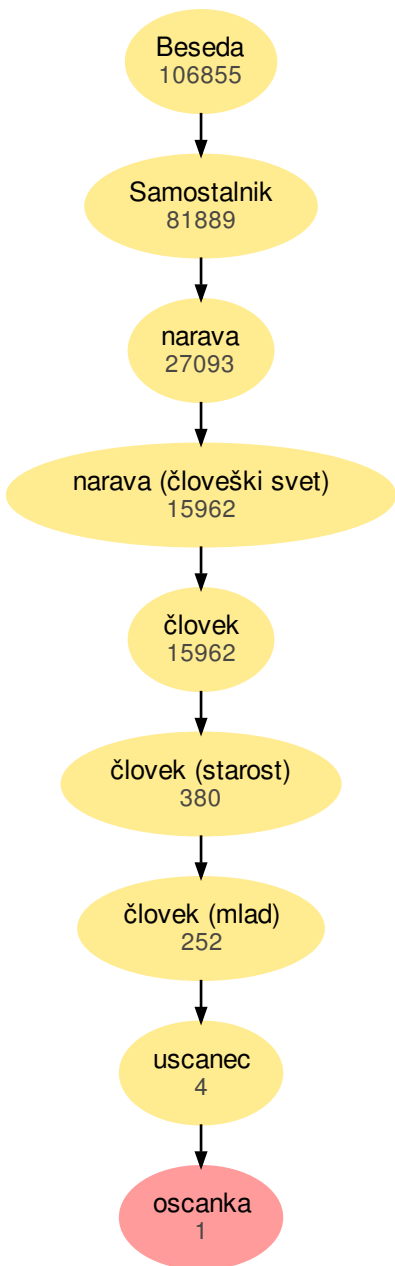 Beseda
106855
Samostalnik
81889
narava
27093
narava (človeški svet)
15962
človek
15962
človek (starost)
380
človek (mlad)
252
uscanec
4
oscanka
1